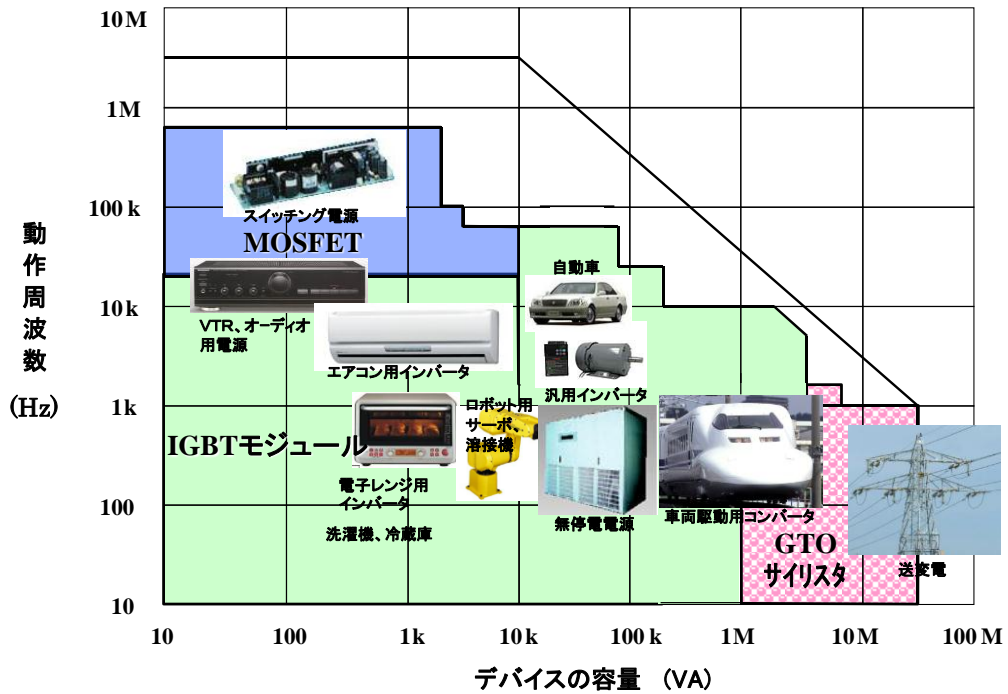 10 M
1M
100 k
10 k
1 k
100
10
動作周波数
(Hz)
スイッチング電源
MOSFET
VTR、オーディオ
用電源
エアコン用インバータ
自動車
汎用インバータ
IGBTモジュール
電子レンジ用
インバータ
洗濯機、冷蔵庫
ロボット用
サーボ、
溶接機
無停電電源
車両駆動用コンバータ
GTO
サイリスタ
送変電
10
100
1 k
10 k
100 k
1M
10 M
100 M
デバイスの容量 (VA)